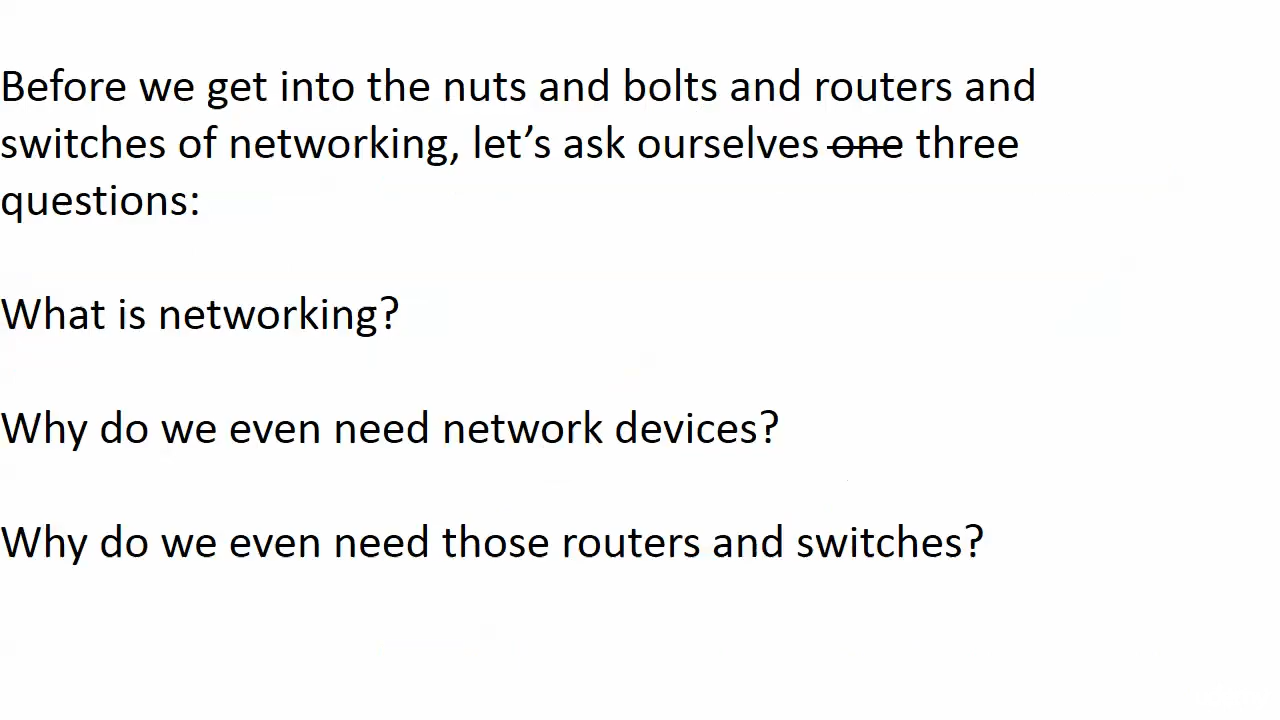 Before we get into the nuts and bolts and routers and
switches of networking, let’s ask ourselves one three
questions:
What is networking?
Why do we even need network devices?
Why do we even need those routers and switches?